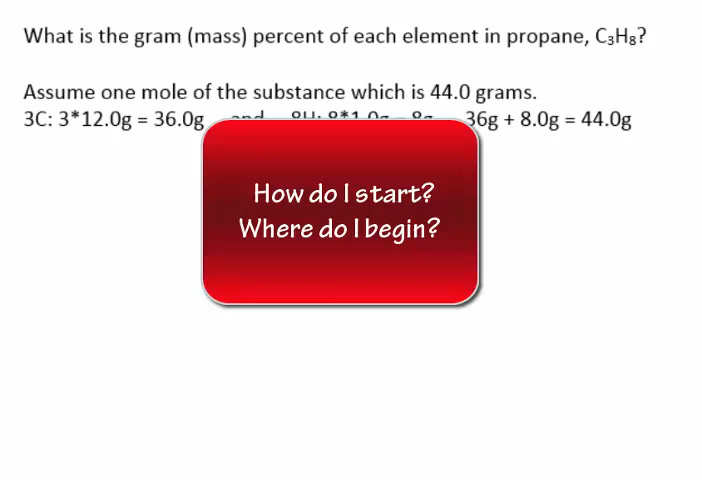 What is the gram (mass) percent of each element in propane, C₃H₈?
Assume one mole of the substance which is 44.0 grams.
3C: 3*12.0g = 36.0g 36g + 8.0g = 44.0g
How do I start?
Where do I begin?